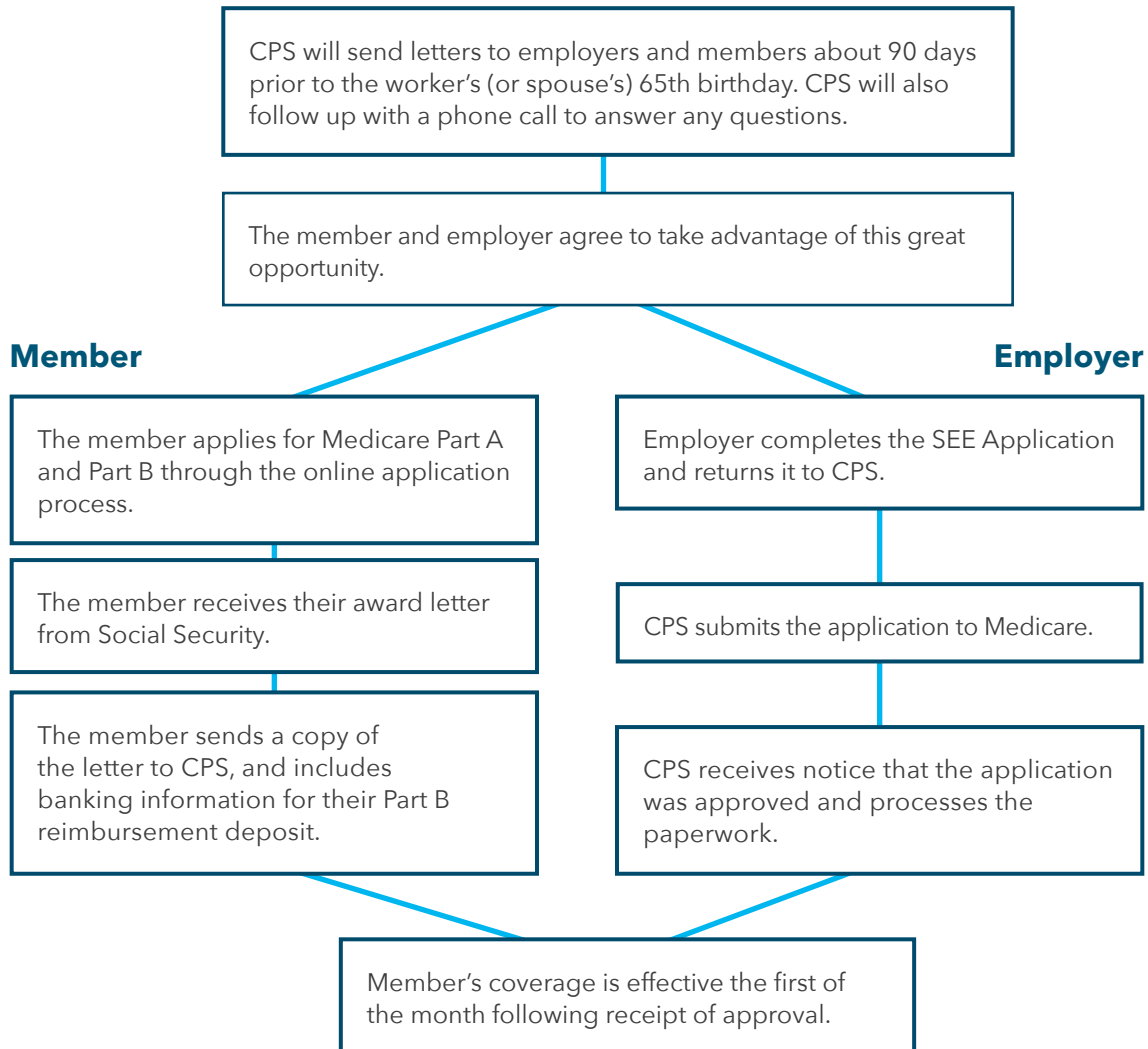 CPS will send letters to employers and members about 90 days
prior to the worker’s (or spouse’s) 65th birthday. CPS will also
follow up with a phone call to answer any questions.
The member and employer agree to take advantage of this great
opportunity.
Member
The member applies for Medicare Part A
and Part B through the online application
process.
The member receives their award letter
from Social Security.
The member sends a copy of
the letter to CPS, and includes
banking information for their Part B
reimbursement deposit.
Employer
Employer completes the SEE Application
and returns it to CPS.
CPS submits the application to Medicare.
CPS receives notice that the application
was approved and processes the
paperwork.
Member’s coverage is effective the first of
the month following receipt of approval.